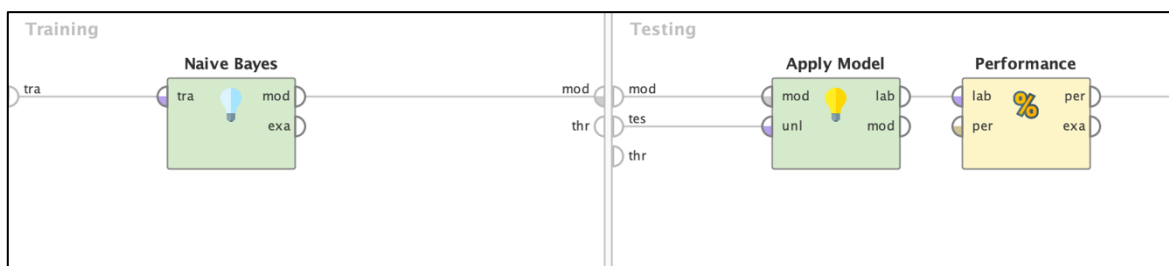 Training
Testing
Naive Bayes
Apply Model
Performance
tra
tra
mod
mod
mod
mod
lab
lab
per
exa
thr
tes
unl
mod
per
exa
thr
%